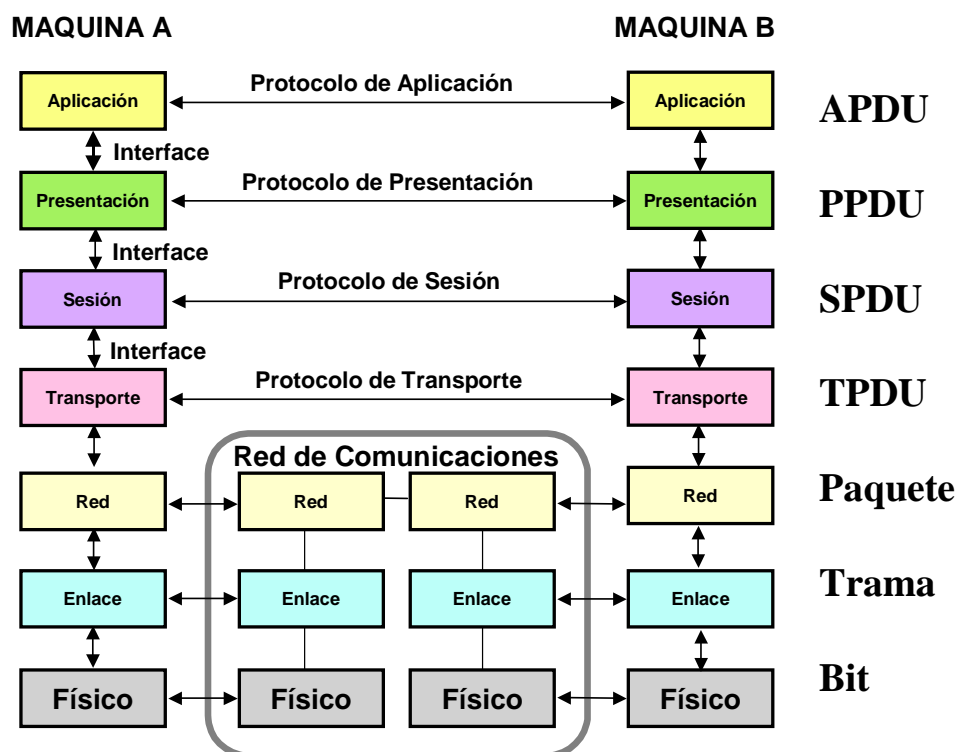 MAQUINA A
MAQUINA B
Aplicación
Protocolo de Aplicación
Aplicación
APDU
Interface
Presentación
Protocolo de Presentación
Presentación
PPDU
Interface
Sesión
Protocolo de Sesión
Sesión
SPDU
Interface
Transporte
Protocolo de Transporte
Transporte
TPDU
Red de Comunicaciones
Red
Red
Red
Red
Paquete
Enlace
Enlace
Enlace
Enlace
Trama
Físico
Físico
Físico
Físico
Bit